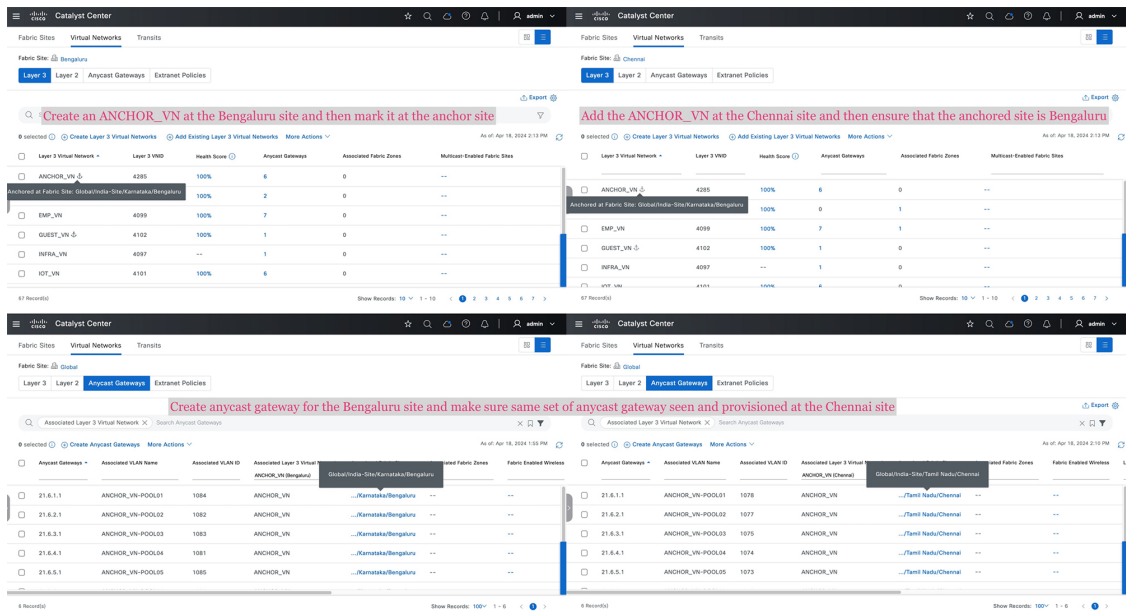 cisco Catalyst Center admin
Fabric Sites Virtual Networks Transits
Fabric Site: Bengaluru
Layer 3 Layer 2 Anycast Gateways Extranet Policies
Export
Create an ANCHOR_VN at the Bengaluru site and then mark it at the anchor site
0 selected Create Layer 3 Virtual Networks Add Existing Layer 3 Virtual Networks More Actions As of: Apr 18, 2024 2:13 PM
Layer 3 Virtual Network Layer 3 VNID Health Score Anycast Gateways Associated Fabric Zones Multicast-Enabled Fabric Sites
ANCHOR_VN 4285 100% 6 0 --
Anchored at Fabric Site: Global/India-Site/Karnataka/Bengaluru 100% 2 0 --
EMP_VN 4099 100% 7 0 --
GUEST_VN 4102 100% 1 0 --
INFRA_VN 4097 -- 1 0 --
IOT_VN 4101 100% 6 0 --
67 Record(s) Show Records: 10 1 - 10 < 1 2 3 4 5 6 7 >
cisco Catalyst Center admin
Fabric Sites Virtual Networks Transits
Fabric Site: Chennai
Layer 3 Layer 2 Anycast Gateways Extranet Policies
Export
Add the ANCHOR_VN at the Chennai site and then ensure that the anchored site is Bengaluru
0 selected Create Layer 3 Virtual Networks Add Existing Layer 3 Virtual Networks More Actions As of: Apr 18, 2024 2:13 PM
Layer 3 Virtual Network Layer 3 VNID Health Score Anycast Gateways Associated Fabric Zones Multicast-Enabled Fabric Sites
ANCHOR_VN 4285 100% 6 0 --
Anchored at Fabric Site: Global/India-Site/Karnataka/Bengaluru 100% 0 1 --
EMP_VN 4099 100% 7 1 --
GUEST_VN 4102 100% 1 0 --
INFRA_VN 4097 -- 1 0 --
IOT_VN 4101 100% 6 0 --
67 Record(s) Show Records: 10 1 - 10 < 1 2 3 4 5 6 7 >
cisco Catalyst Center admin
Fabric Sites Virtual Networks Transits
Fabric Site: Global
Layer 3 Layer 2 Anycast Gateways Extranet Policies
Create anycast gateway for the Bengaluru site and make sure same set of anycast gateway seen and provisioned at the Chennai site
Associated Layer 3 Virtual Network X Search Anycast Gateways
0 selected Create Anycast Gateways More Actions As of: Apr 18, 2024 1:55 PM
Anycast Gateways Associated VLAN Name Associated VLAN ID Associated Layer 3 Virtual Fabric Zones Fabric Enabled Wireless
ANCHOR_VN (Bengaluru) Global/India-Site/Karnataka/Bengaluru
21.6.1.1 ANCHOR_VN-POOL01 1084 ANCHOR_VN .../Karnataka/Bengaluru -- --
21.6.2.1 ANCHOR_VN-POOL02 1082 ANCHOR_VN .../Karnataka/Bengaluru -- --
21.6.3.1 ANCHOR_VN-POOL03 1083 ANCHOR_VN .../Karnataka/Bengaluru -- --
21.6.4.1 ANCHOR_VN-POOL04 1081 ANCHOR_VN .../Karnataka/Bengaluru -- --
21.6.5.1 ANCHOR_VN-POOL05 1085 ANCHOR_VN .../Karnataka/Bengaluru -- --
6 Record(s) Show Records: 100 1 - 6 < 1 >
cisco Catalyst Center admin
Fabric Sites Virtual Networks Transits
Fabric Site: Global
Layer 3 Layer 2 Anycast Gateways Extranet Policies
Export
Associated Layer 3 Virtual Network X Search Anycast Gateways
0 selected Create Anycast Gateways More Actions As of: Apr 18, 2024 2:10 PM
Anycast Gateways Associated VLAN Name Associated VLAN ID Associated Layer 3 Virtual Fabric Zones Fabric Enabled Wireless L
ANCHOR_VN (Chennai) Global/India-Site/Tamil Nadu/Chennai
21.6.1.1 ANCHOR_VN-POOL01 1078 ANCHOR_VN .../Tamil Nadu/Chennai -- --
21.6.2.1 ANCHOR_VN-POOL02 1077 ANCHOR_VN .../Tamil Nadu/Chennai -- --
21.6.3.1 ANCHOR_VN-POOL03 1075 ANCHOR_VN .../Tamil Nadu/Chennai -- --
21.6.4.1 ANCHOR_VN-POOL04 1074 ANCHOR_VN .../Tamil Nadu/Chennai -- --
21.6.5.1 ANCHOR_VN-POOL05 1073 ANCHOR_VN .../Tamil Nadu/Chennai -- --
6 Record(s) Show Records: 100 1 - 6 < 1 >